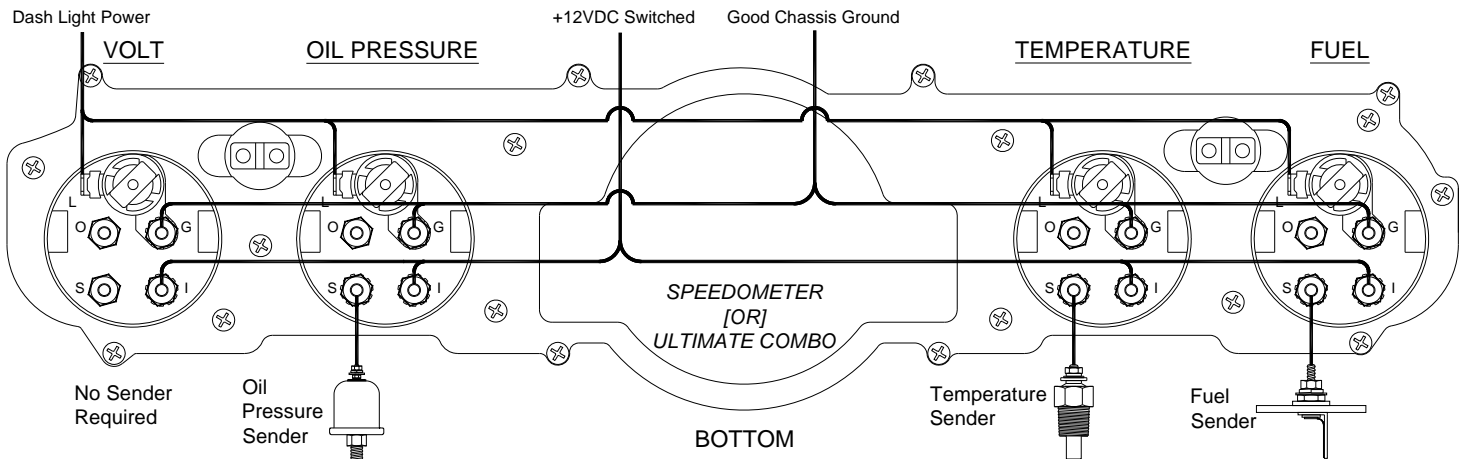 Dash Light Power
+12VDC Switched
Good Chassis Ground
VOLT
OIL PRESSURE
TEMPERATURE
FUEL
L
L
L
L
O
G
O
G
O
G
O
G
S
I
S
I
S
I
S
I
SPEEDOMETER
[OR]
ULTIMATE COMBO
No Sender
Required
Oil
Pressure
Sender
Temperature
Sender
Fuel
Sender
BOTTOM